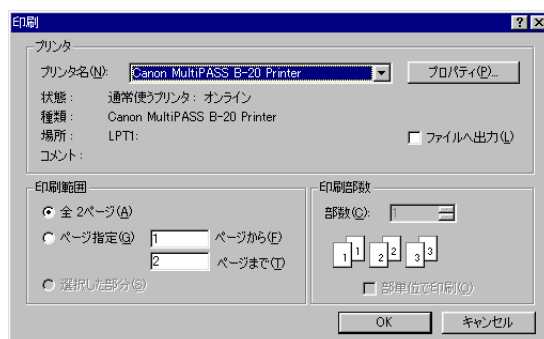 印刷
プリンタ
プリンタ名(N): Canon MultiPASS B-20 Printer プロパティ(P)...
状態: 通常使うプリンタ: オンライン
種類: Canon MultiPASS B-20 Printer
場所: LPT1: ファイルへ出力(L)
コメント:
印刷範囲
全 2ページ(A)
ページ指定(G) 1 ページから(F)
2 ページまで(T)
選択した部分(S)
印刷部数
部数(C): 1
1 1 2 2 3 3
部単位で印刷(O)
OK キャンセル